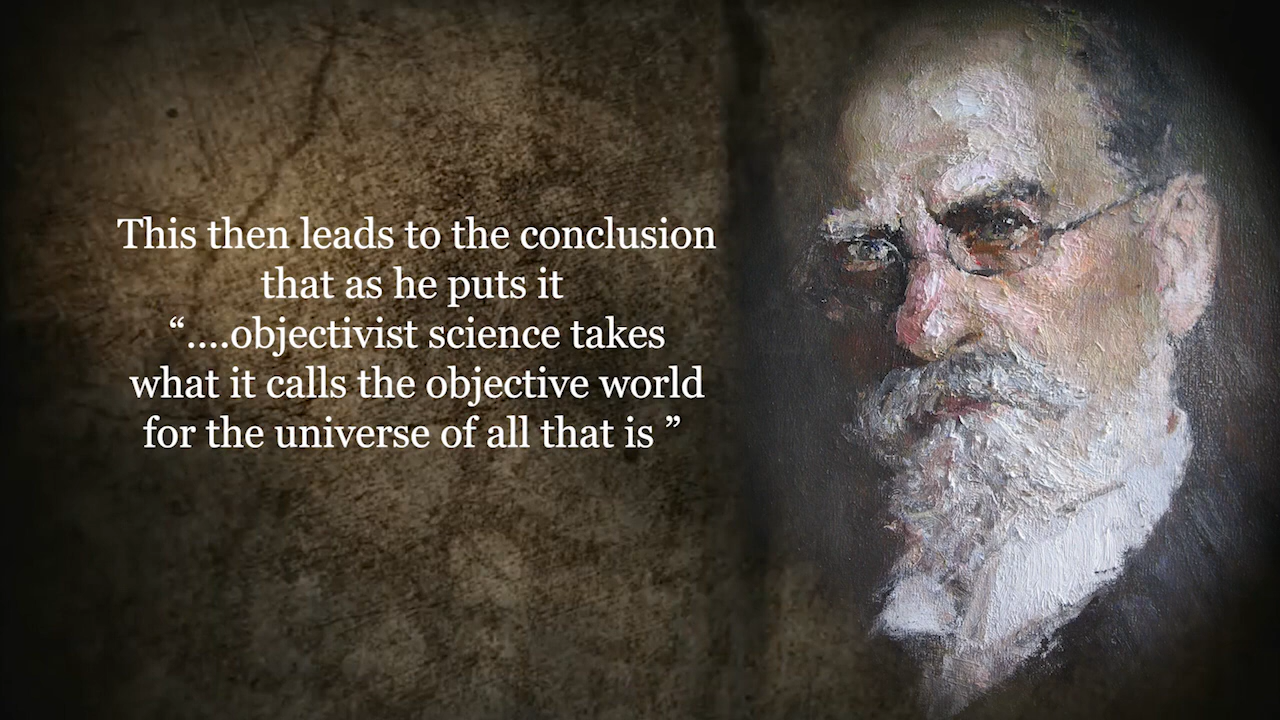 This then leads to the conclusion
that as he puts it
“....objectivist science takes
what it calls the objective world
for the universe of all that is ”